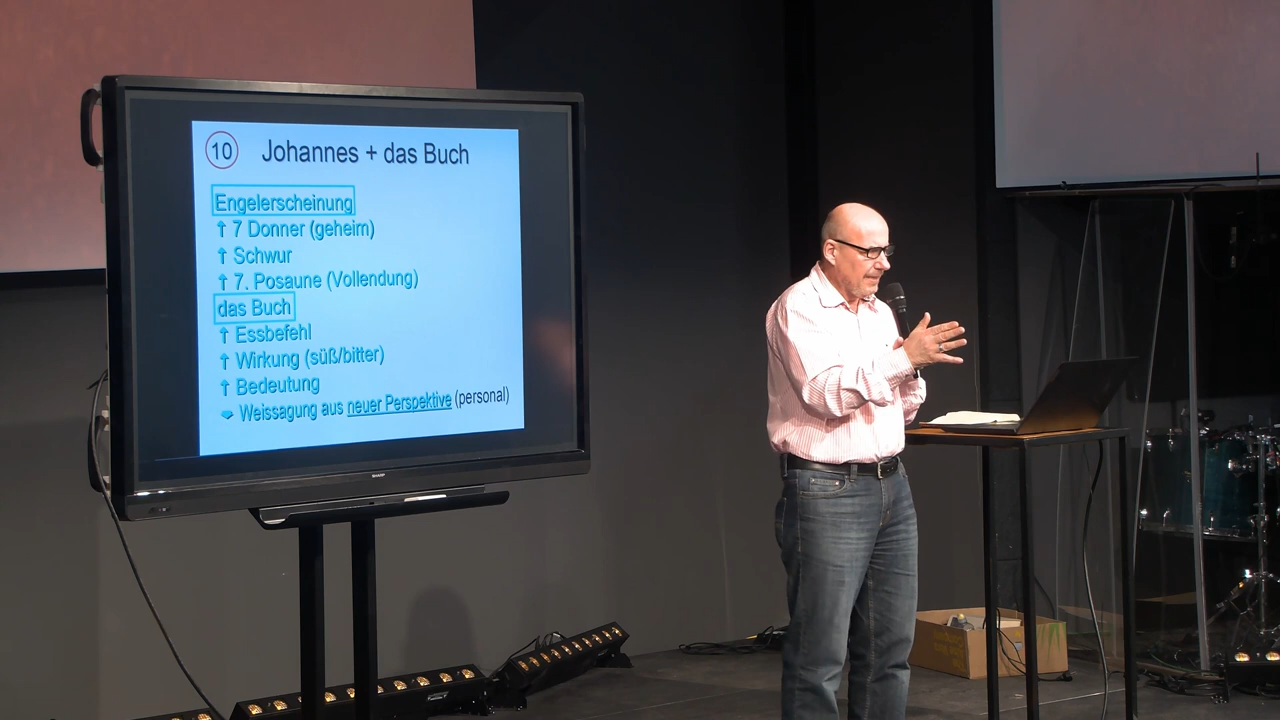 10 Johannes + das Buch
Engelerscheinung
⇑ 7 Donner (geheim)
⇑ Schwur
⇑ 7. Posaune (Vollendung)
das Buch
⇑ Essbefehl
⇑ Wirkung (süß/bitter)
⇑ Bedeutung
Weissagung aus neuer Perspektive (personal)
SHARP